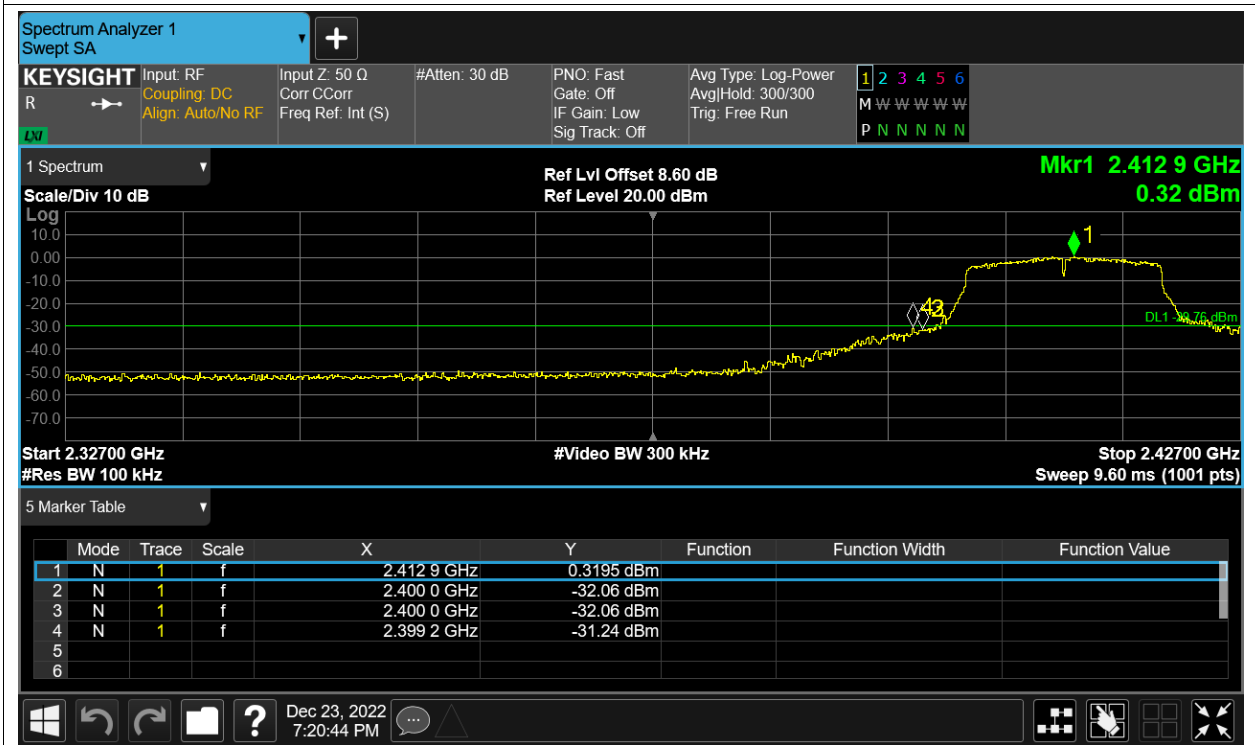 Spectrum Analyzer 1
Swept SA
KEYSIGHT
R
LXI
Input: RF
Coupling: DC
Align: Auto/No RF
Input Z: 50 Ω
Corr CCorr
Freq Ref: Int (S)
#Atten: 30 dB
PNO: Fast
Gate: Off
IF Gain: Low
Sig Track: Off
Avg Type: Log-Power
Avg|Hold: 300/300
Trig: Free Run
1 2 3 4 5 6
M W W W W W
P N N N N N
1 Spectrum
Scale/Div 10 dB
Ref Lvl Offset 8.60 dB
Ref Level 20.00 dBm
Mkr1 2.412 9 GHz
0.32 dBm
Log
10.0
0.00
-10.0
-20.0
-30.0
-40.0
-50.0
-60.0
-70.0
1
DL1 -29.76 dBm
Start 2.32700 GHz
#Video BW 300 kHz
Stop 2.42700 GHz
#Res BW 100 kHz
Sweep 9.60 ms (1001 pts)
5 Marker Table
Mode Trace Scale X Y Function Function Width Function Value
1 N 1 f 2.412 9 GHz 0.3195 dBm
2 N 1 f 2.400 0 GHz -32.06 dBm
3 N 1 f 2.400 0 GHz -32.06 dBm
4 N 1 f 2.399 2 GHz -31.24 dBm
5
6
?
Dec 23, 2022
7:20:44 PM